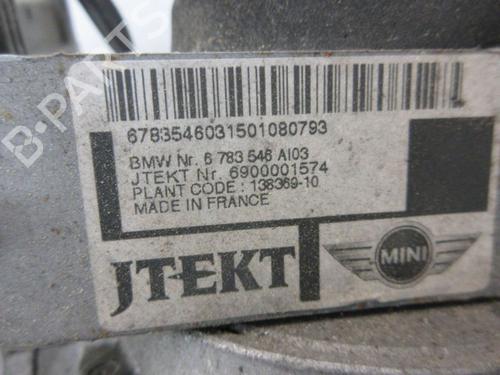 B-PARTS
6783546031501080793
BMW Nr. 6 783 546 AI03
JTEKT Nr. 6900001574
PLANT CODE : 138369-10
MADE IN FRANCE
JTEKT
MINI